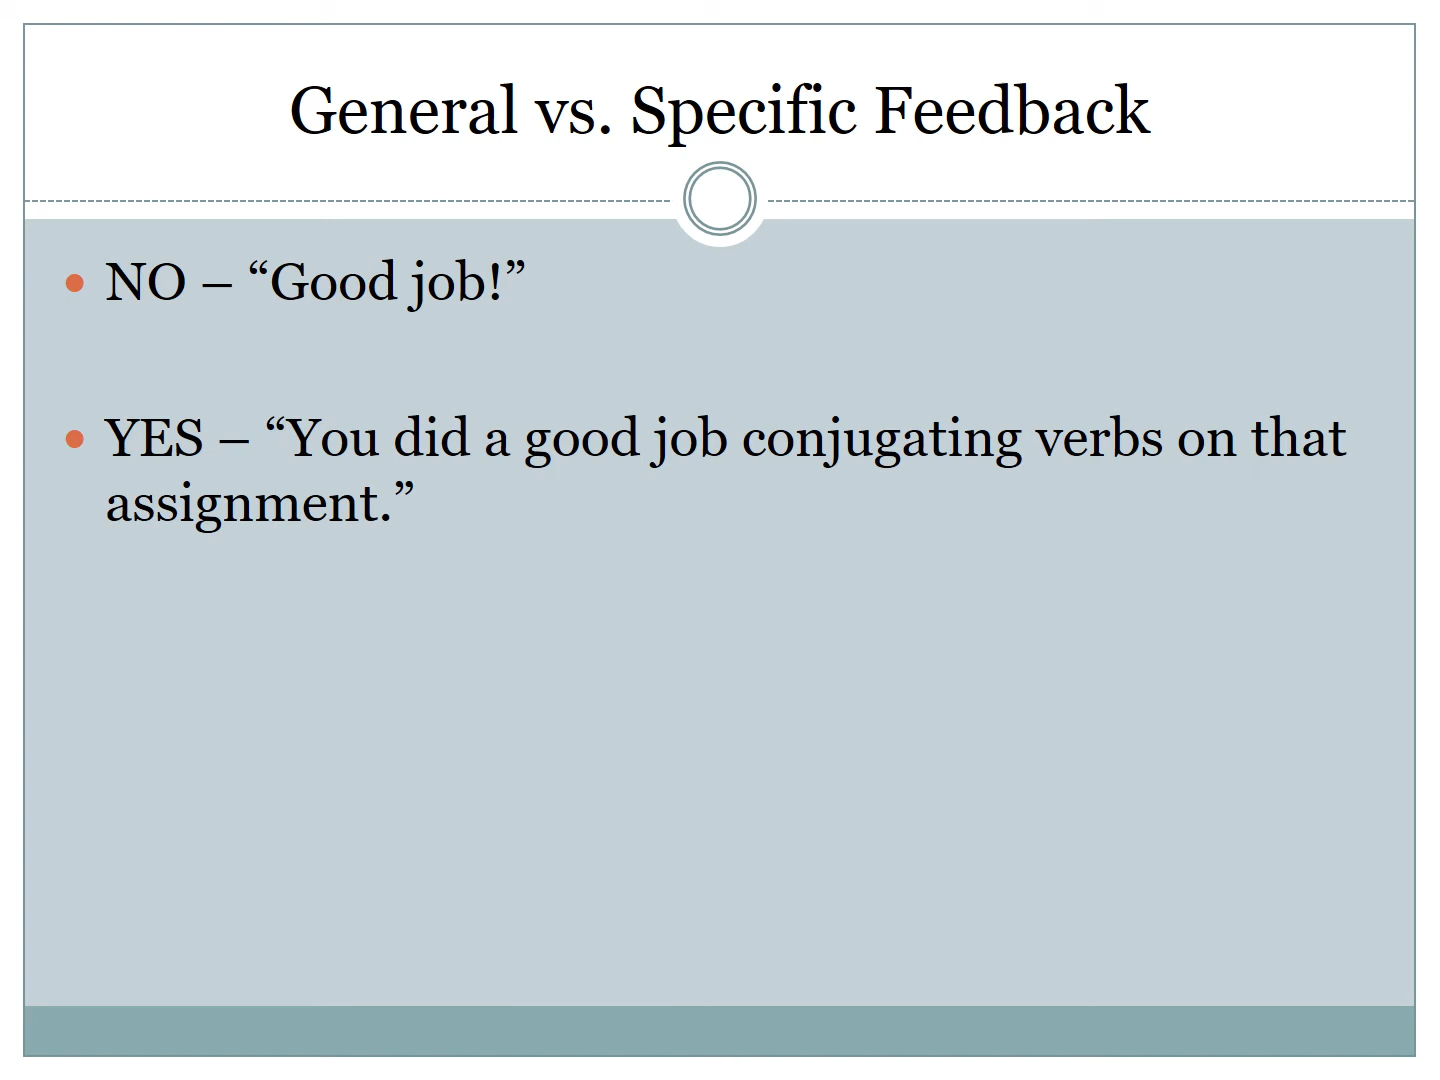 General vs. Specific Feedback
• NO – “Good job!”
• YES – “You did a good job conjugating verbs on that
assignment.”